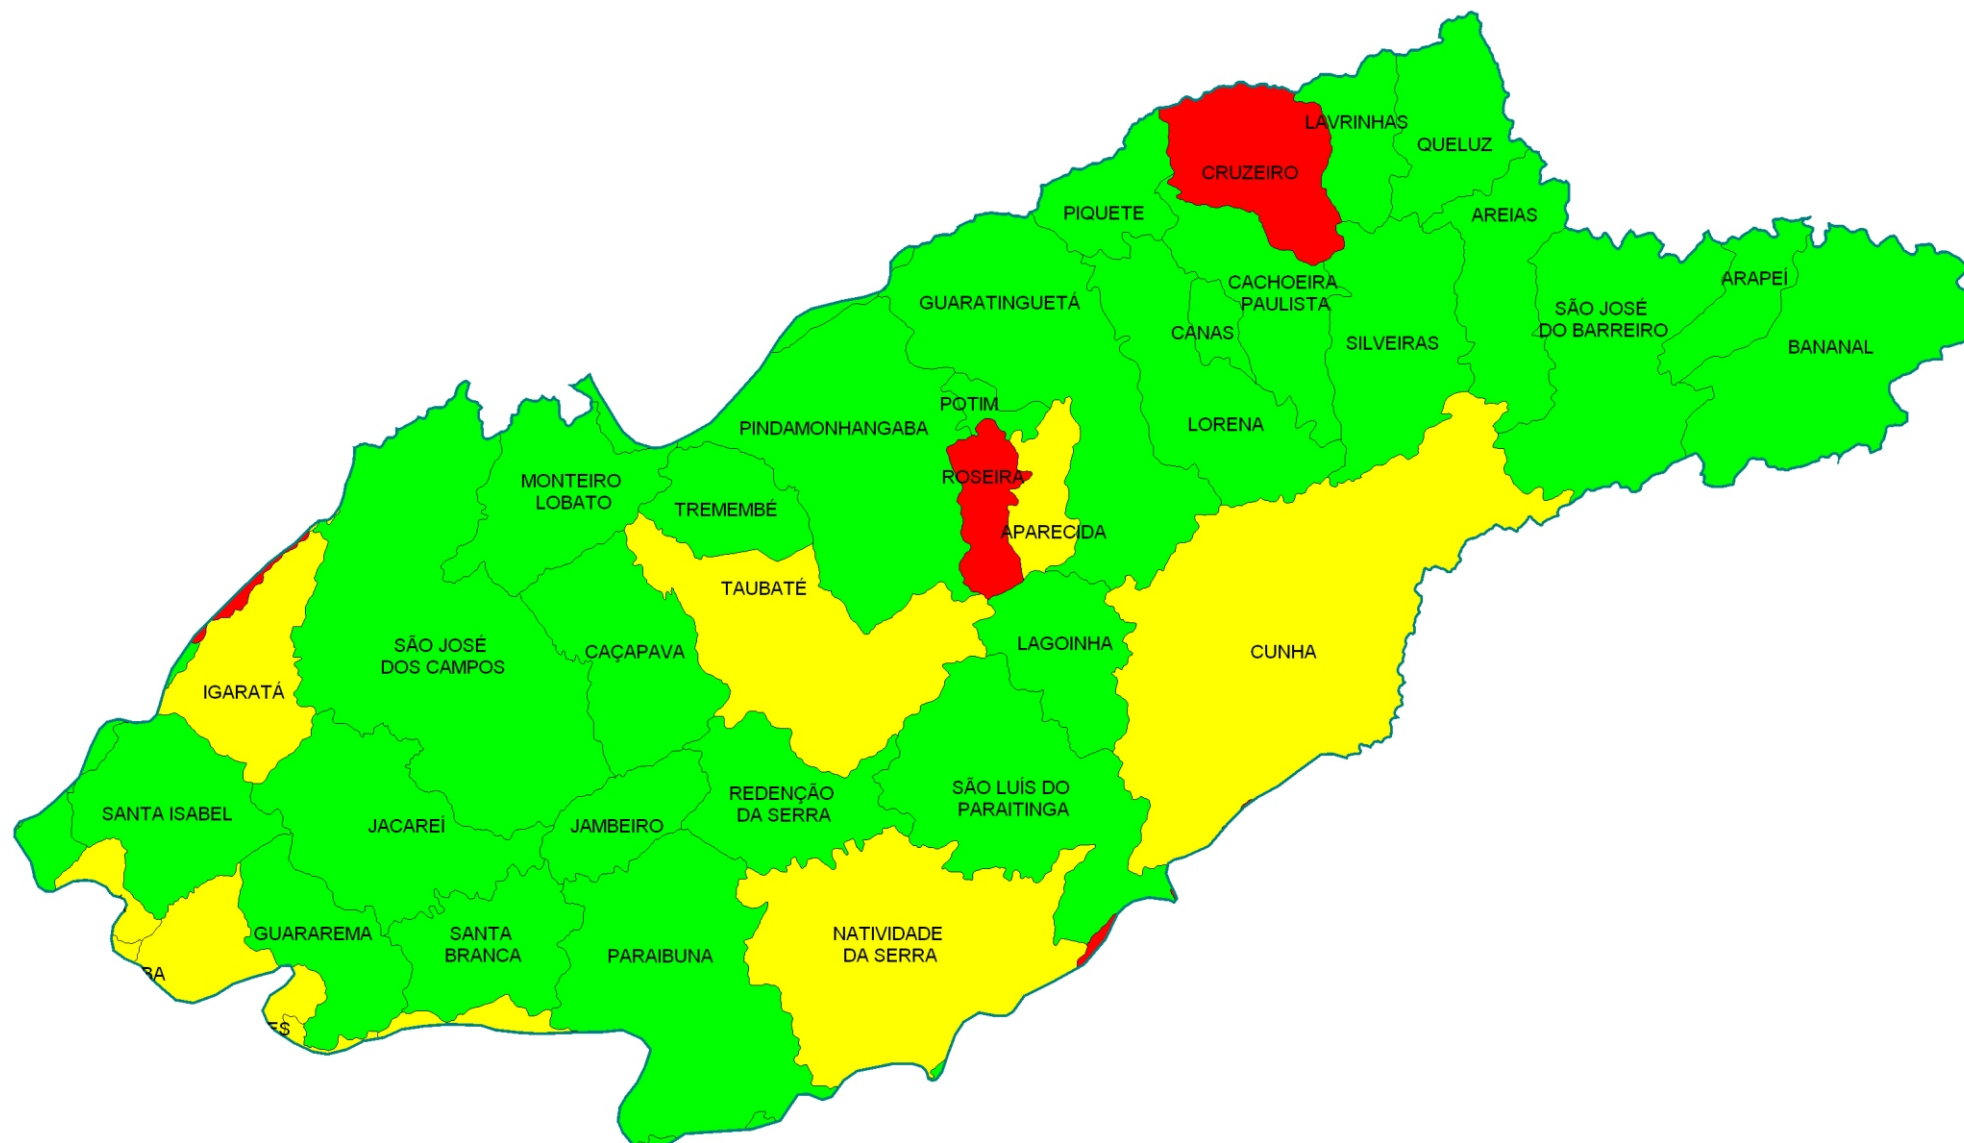 LAVRINHAS
QUELUZ
CRUZEIRO
PIQUETE
AREIAS
ARAPEÍ
CACHOEIRA
PAULISTA
GUARATINGUETÁ
SÃO JOSÉ
DO BARREIRO
CANAS
SILVEIRAS
BANANAL
POTIM
LORENA
PINDAMONHANGABA
ROSEIRA
MONTEIRO
LOBATO
TREMEMBÉ
APARECIDA
TAUBATÉ
SÃO JOSÉ
DOS CAMPOS
CAÇAPAVA
LAGOINHA
CUNHA
IGARATÁ
SANTA ISABEL
JACAREÍ
JAMBEIRO
REDENÇÃO
DA SERRA
SÃO LUÍS DO
PARAITINGA
GUARAREMA
SANTA
BRANCA
PARAIBUNA
NATIVIDADE
DA SERRA
BA
ES